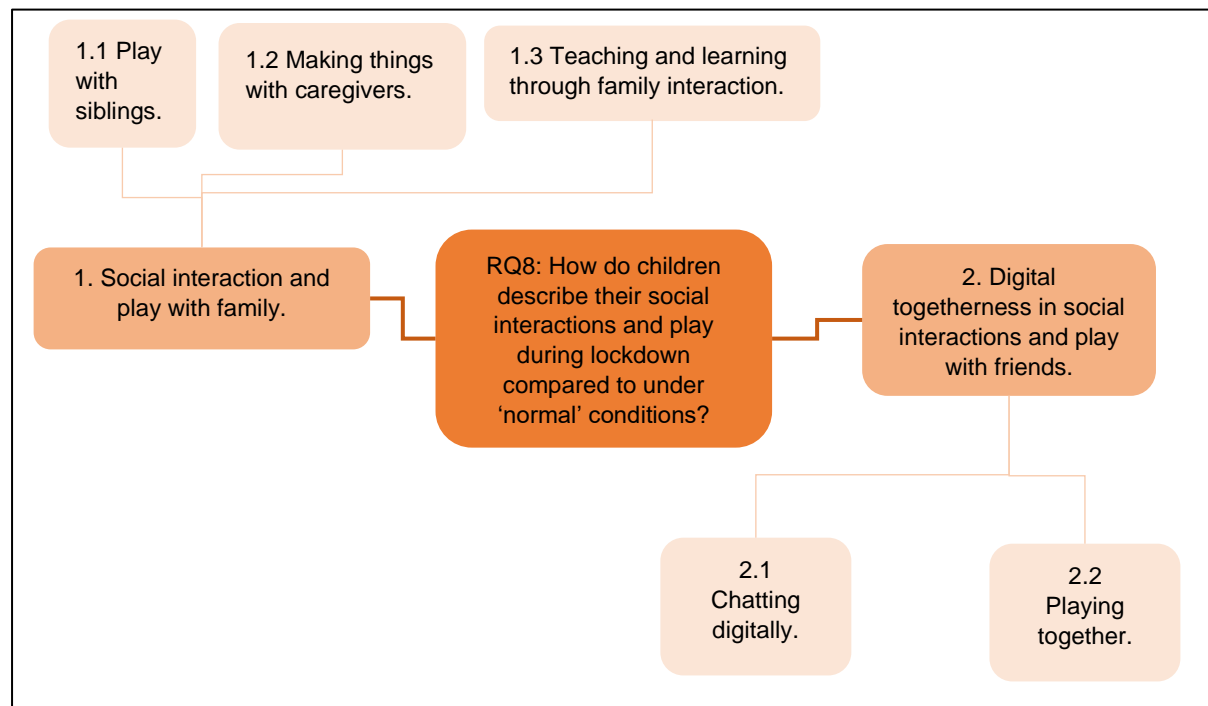 1.1 Play
with
siblings.
1.2 Making things
with caregivers.
1.3 Teaching and learning
through family interaction.
1. Social interaction and
play with family.
RQ8: How do children
describe their social
interactions and play
during lockdown
compared to under
‘normal’ conditions?
2. Digital
togetherness in social
interactions and play
with friends.
2.1
Chatting
digitally.
2.2
Playing
together.